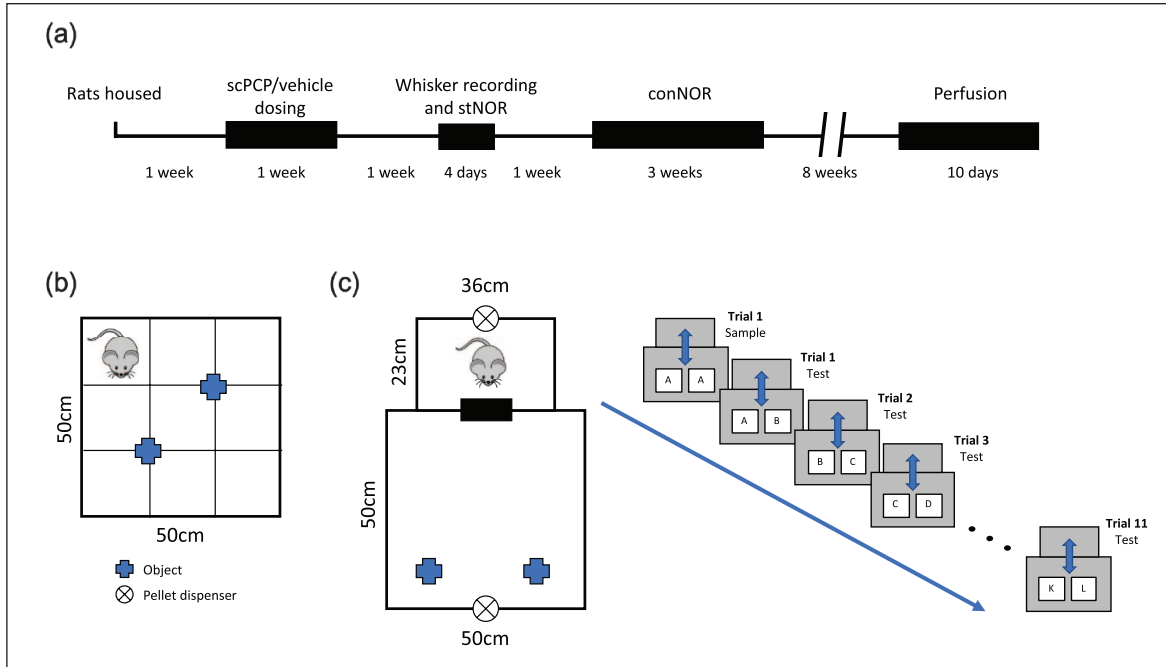 (a)
Rats housed
scPCP/vehicle
dosing
Whisker recording
and stNOR
conNOR
Perfusion
1 week
1 week
1 week
4 days
1 week
3 weeks
8 weeks
10 days
(b)
50cm
50cm
Object
Pellet dispenser
(c)
36cm
23cm
50cm
50cm
Trial 1
Sample
A A
Trial 1
Test
A B
Trial 2
Test
B C
Trial 3
Test
C D
Trial 11
Test
K L